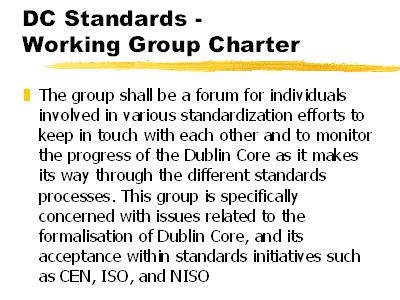 DC Standards -
Working Group Charter
The group shall be a forum for individuals
involved in various standardization efforts to
keep in touch with each other and to monitor
the progress of the Dublin Core as it makes
its way through the different standards
processes. This group is specifically
concerned with issues related to the
formalisation of Dublin Core, and its
acceptance within standards initiatives such
as CEN, ISO, and NISO